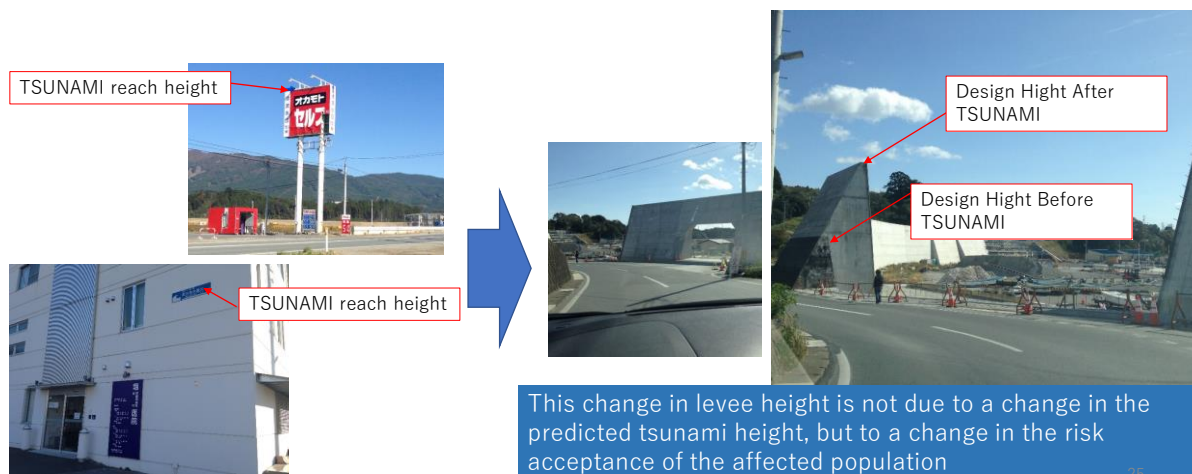 TSUNAMI reach height
オカモト
セルフ
TSUNAMI reach height
Design Hight After
TSUNAMI
Design Hight Before
TSUNAMI
This change in levee height is not due to a change in the
predicted tsunami height, but to a change in the risk
acceptance of the affected population
35